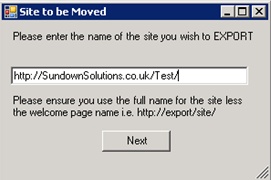 Site to be Moved
Please enter the name of the site you wish to EXPORT
http://SundownSolutions.co.uk/Test/
Please ensure you use the full name for the site less
the welcome page name i.e. http://export/site/
Next